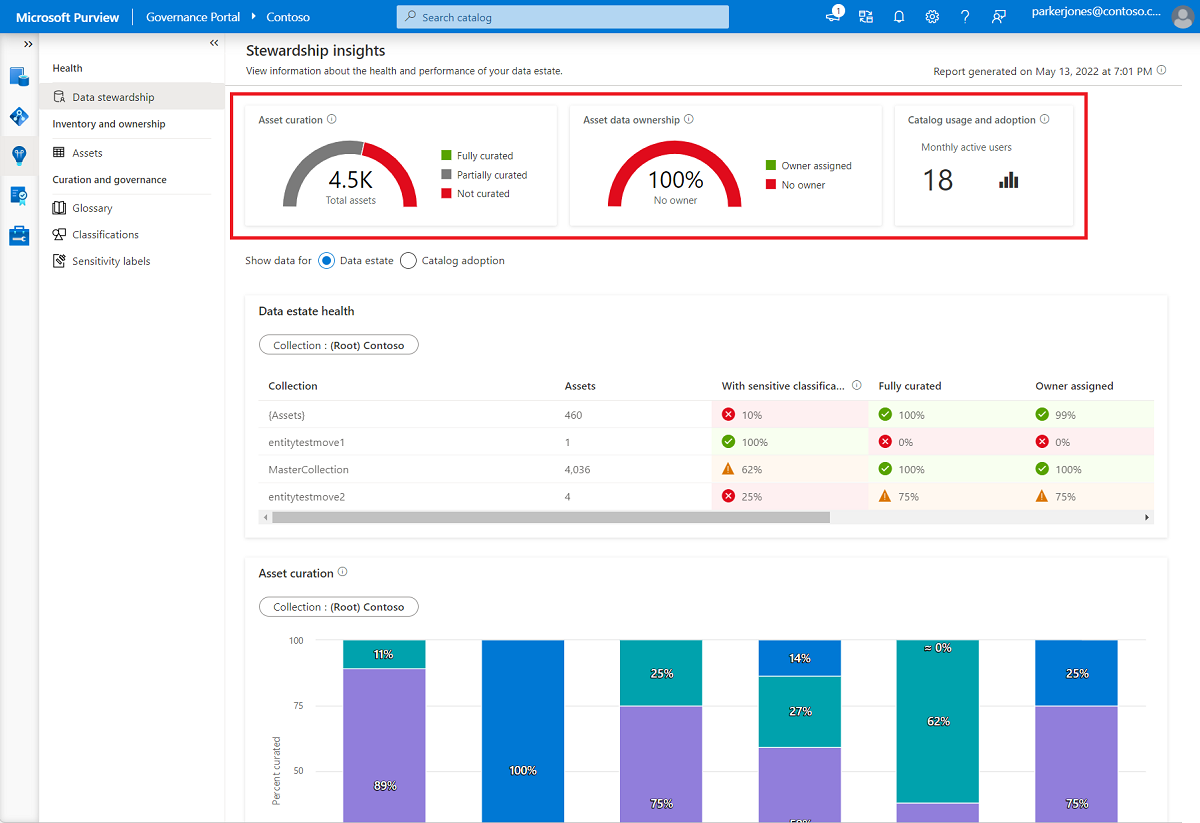 Microsoft Purview Governance Portal Contoso Search catalog 1 parkerjones@contoso.c...
Health
Data stewardship
Inventory and ownership
Assets
Curation and governance
Glossary
Classifications
Sensitivity labels
Stewardship insights
View information about the health and performance of your data estate.
Report generated on May 13, 2022 at 7:01 PM
Asset curation
4.5K
Total assets
Fully curated
Partially curated
Not curated
Asset data ownership
100%
No owner
Owner assigned
No owner
Catalog usage and adoption
Monthly active users
18
Show data for Data estate Catalog adoption
Data estate health
Collection : (Root) Contoso
Collection Assets With sensitive classifica... Fully curated Owner assigned
(Assets) 460 10% 100% 99%
entitytestmove1 1 100% 0% 0%
MasterCollection 4,036 62% 100% 100%
entitytestmove2 4 25% 75% 75%
Asset curation
Collection : (Root) Contoso
Percent curated
100
75
50
11% 25% 14% ≈ 0% 25%
27% 62%
89% 100% 75% 75%